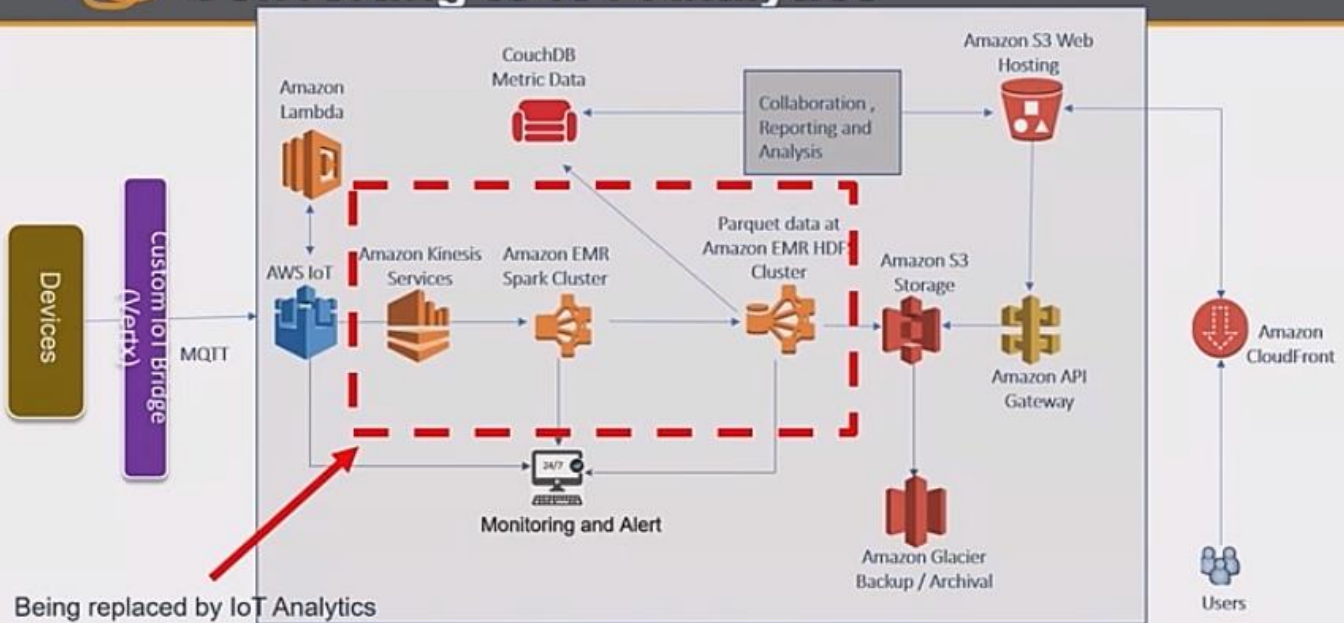 Amazon
Lambda
CouchDB
Metric Data
Collaboration ,
Reporting and
Analysis
Amazon S3 Web
Hosting
Devices
Custom IoT Bridge
(Vertx)
MQTT
AWS IoT
Amazon Kinesis
Services
Amazon EMR
Spark Cluster
Parquet data at
Amazon EMR HDFS
Cluster
Amazon S3
Storage
Amazon API
Gateway
Amazon
CloudFront
24/7
Monitoring and Alert
Amazon Glacier
Backup / Archival
Users
Being replaced by IoT Analytics